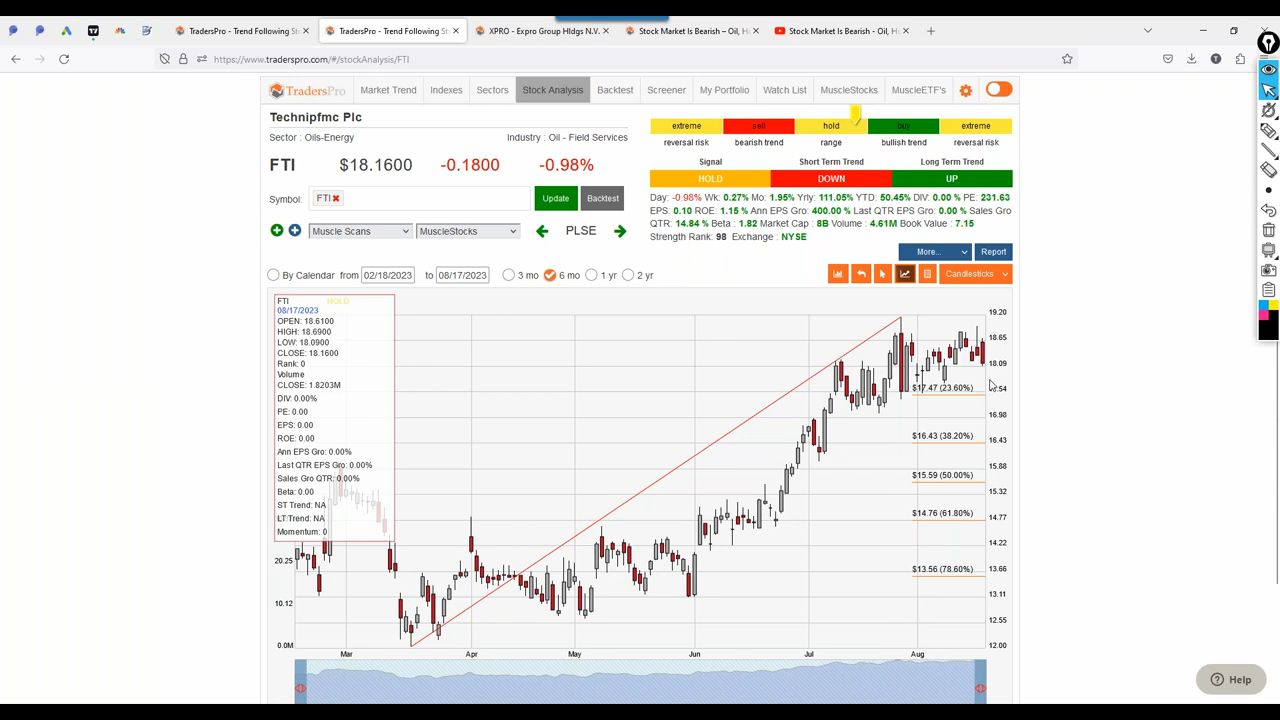 TradersPro - Trend Following St
TradersPro - Trend Following St
XPRO - Expro Group Hldgs N.V.
Stock Market Is Bearish – Oil, H
Stock Market Is Bearish - Oil, H
https://www.traderspro.com/#/stockAnalysis/FTI
TradersPro
Market Trend
Indexes
Sectors
Stock Analysis
Backtest
Screener
My Portfolio
Watch List
MuscleStocks
MuscleETF's
Technipfmc Plc
Sector : Oils-Energy
Industry : Oil - Field Services
FTI
$18.1600
-0.1800
-0.98%
extreme
sell
hold
buy
extreme
reversal risk
bearish trend
range
bullish trend
reversal risk
Signal
Short Term Trend
Long Term Trend
HOLD
DOWN
UP
Day: -0.98% Wk: 0.27% Mo: 1.95% Yrly: 111.05% YTD: 50.45% DIV: 0.00 % PE: 231.63
EPS: 0.10 ROE: 1.15 % Ann EPS Gro: 400.00 % Last QTR EPS Gro: 0.00 % Sales Gro
QTR: 14.84 % Beta : 1.82 Market Cap : 8B Volume : 4.61M Book Value : 7.15
Strength Rank: 98 Exchange : NYSE
Symbol:
FTI
Update
Backtest
Muscle Scans
MuscleStocks
PLSE
More...
Report
By Calendar from 02/18/2023 to 08/17/2023
3 mo
6 mo
1 yr
2 yr
Candlesticks
FTI HOLD
08/17/2023
OPEN: 18.6100
HIGH: 18.6900
LOW: 18.0900
CLOSE: 18.1600
Rank: 0
Volume
CLOSE: 1.8203M
DIV: 0.00%
PE: 0.00
EPS: 0.00
ROE: 0.00
Ann EPS Gro: 0.00%
Last QTR EPS Gro: 0.00%
Sales Gro QTR: 0.00%
Beta: 0.00
ST Trend: NA
LT Trend: NA
Momentum: 0
20.25
10.12
0.0M
$17.47 (23.60%)
$16.43 (38.20%)
$15.59 (50.00%)
$14.76 (61.80%)
$13.56 (78.60%)
19.20
18.65
18.09
16.98
16.43
15.88
15.32
14.77
14.22
13.66
13.11
12.55
12.00
Mar
Apr
May
Jun
Jul
Aug
Help